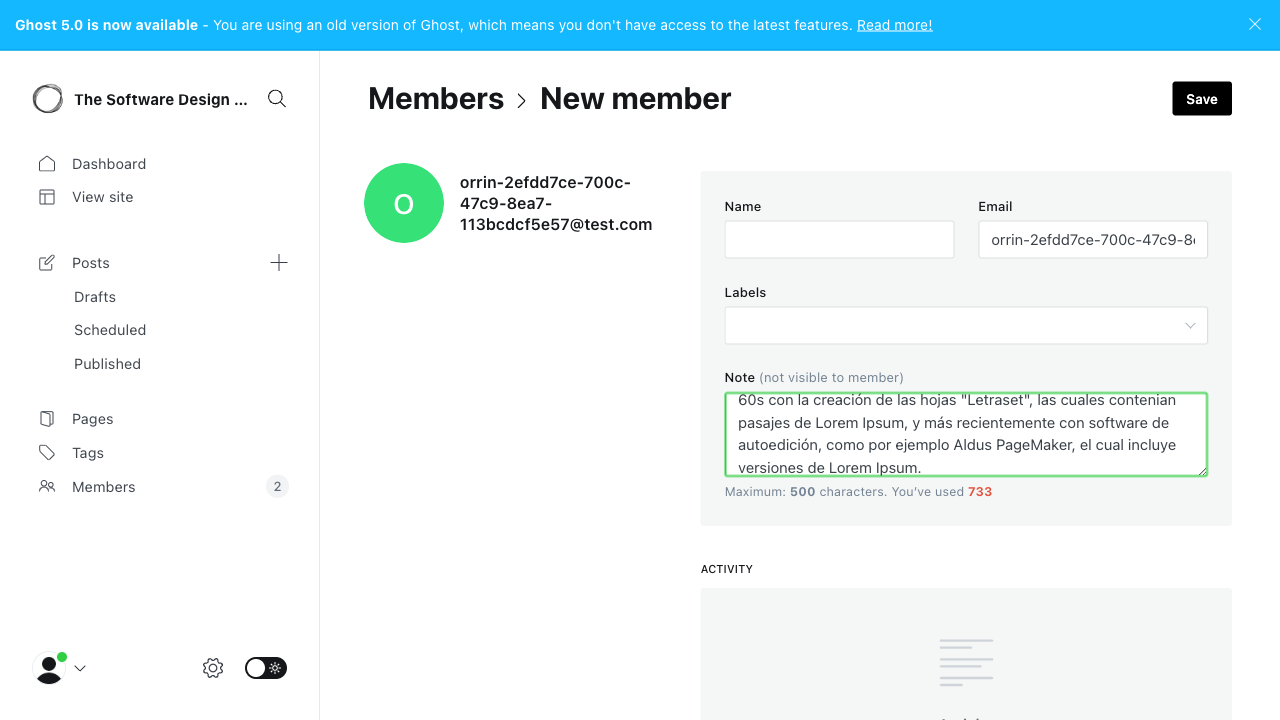 Ghost 5.0 is now available - You are using an old version of Ghost, which means you don't have access to the latest features. Read more!
The Software Design ...
Dashboard
View site
Posts
Drafts
Scheduled
Published
Pages
Tags
Members
2
Members
New member
Save
O
orrin-2efdd7ce-700c-
47c9-8ea7-
113bcdcf5e57@test.com
Name
Email
orrin-2efdd7ce-700c-47c9-8
Labels
Note (not visible to member)
60s con la creación de las hojas "Letraset", las cuales contenian
pasajes de Lorem Ipsum, y más recientemente con software de
autoedición, como por ejemplo Aldus PageMaker, el cual incluye
versiones de Lorem Ipsum.
Maximum: 500 characters. You've used 733
ACTIVITY